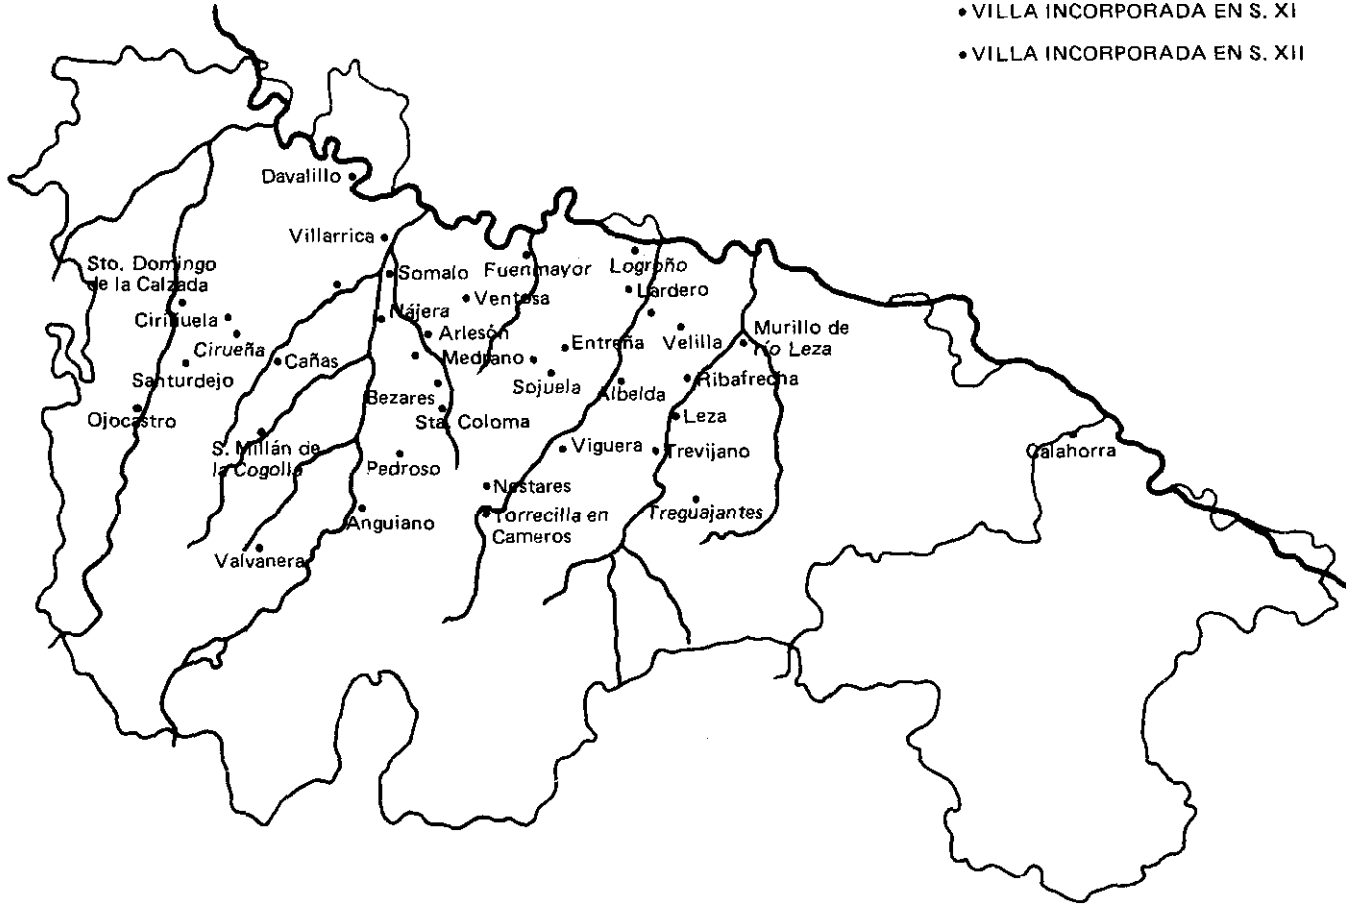 • VILLA INCORPORADA EN S. XI
• VILLA INCORPORADA EN S. XII
Davalillo
Villarrica
Sto. Domingo
de la Calzada
Somalo
Fuenmayor
Logroño
Ventosa
Lardero
Nájera
Ciriñuela
Arlesón
Cirueña
Cañas
Medrano
Entreña
Velilla
Murillo de
río Leza
Santurdejo
Sojuela
Albelda
Ribafrecha
Bezares
Ojocastro
Sta. Coloma
Leza
S. Millán de
la Cogolla
Pedroso
Viguera
Trevijano
Calahorra
Nestares
Anguiano
Torrecilla en
Cameros
Treguajantes
Valvanera